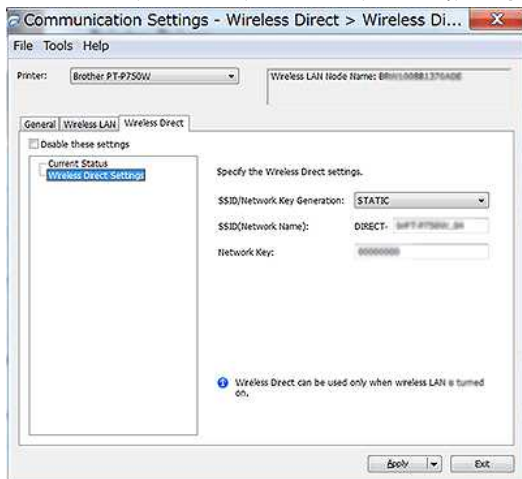 Communication Settings - Wireless Direct > Wireless Di...
File Tools Help
Printer: Brother PT-P750W Wireless LAN Node Name:
General Wireless LAN Wireless Direct
Disable these settings
Current Status
Wireless Direct Settings
Specify the Wireless Direct settings.
SSID/Network Key Generation: STATIC
SSID(Network Name): DIRECT-
Network Key:
Wireless Direct can be used only when wireless LAN is turned
on.
Apply Exit